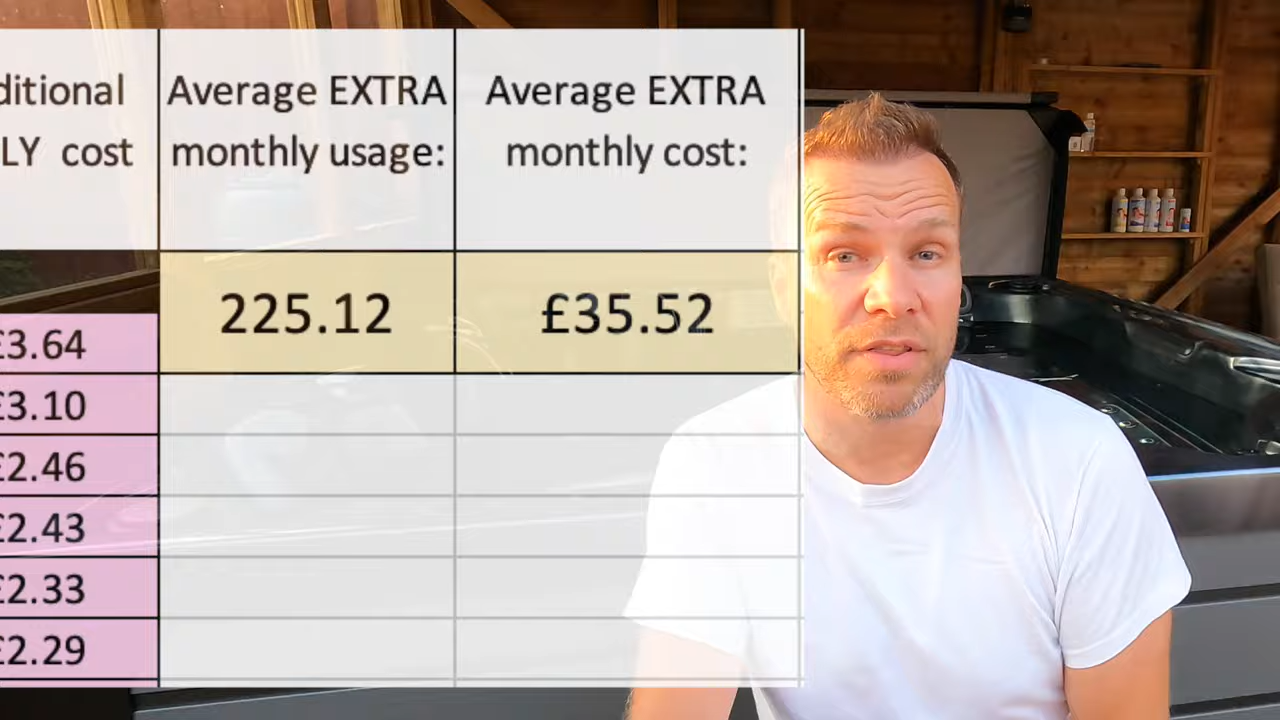 ditional
LY cost
Average EXTRA
monthly usage:
Average EXTRA
monthly cost:
225.12
£35.52
£3.64
£3.10
£2.46
£2.43
£2.33
£2.29